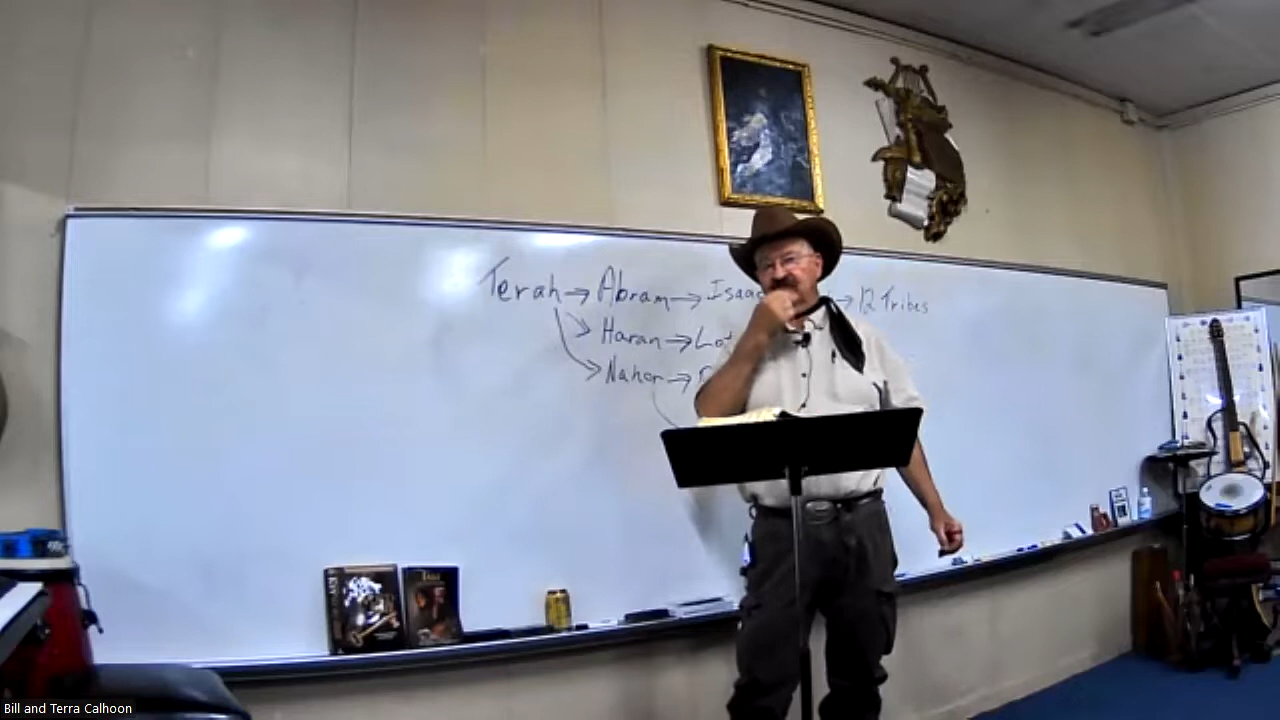 Terah → Abram → Isaac → 12 Tribes
Haran → Lot
Nahor →
Bill and Terra Calhoon